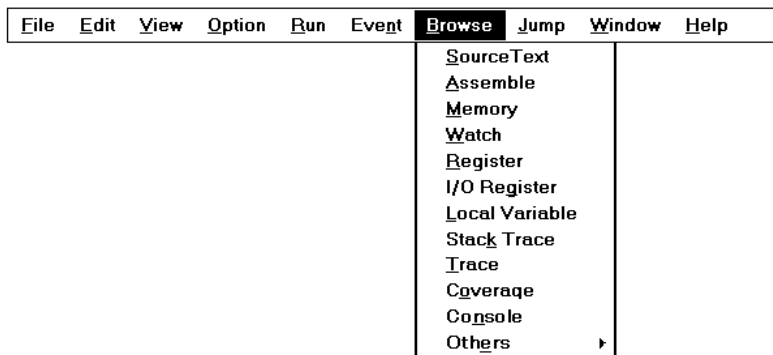 File Edit View Option Run Event Browse Jump Window Help
SourceText
Assemble
Memory
Watch
Register
I/O Register
Local Variable
Stack Trace
Trace
Coverage
Console
Others